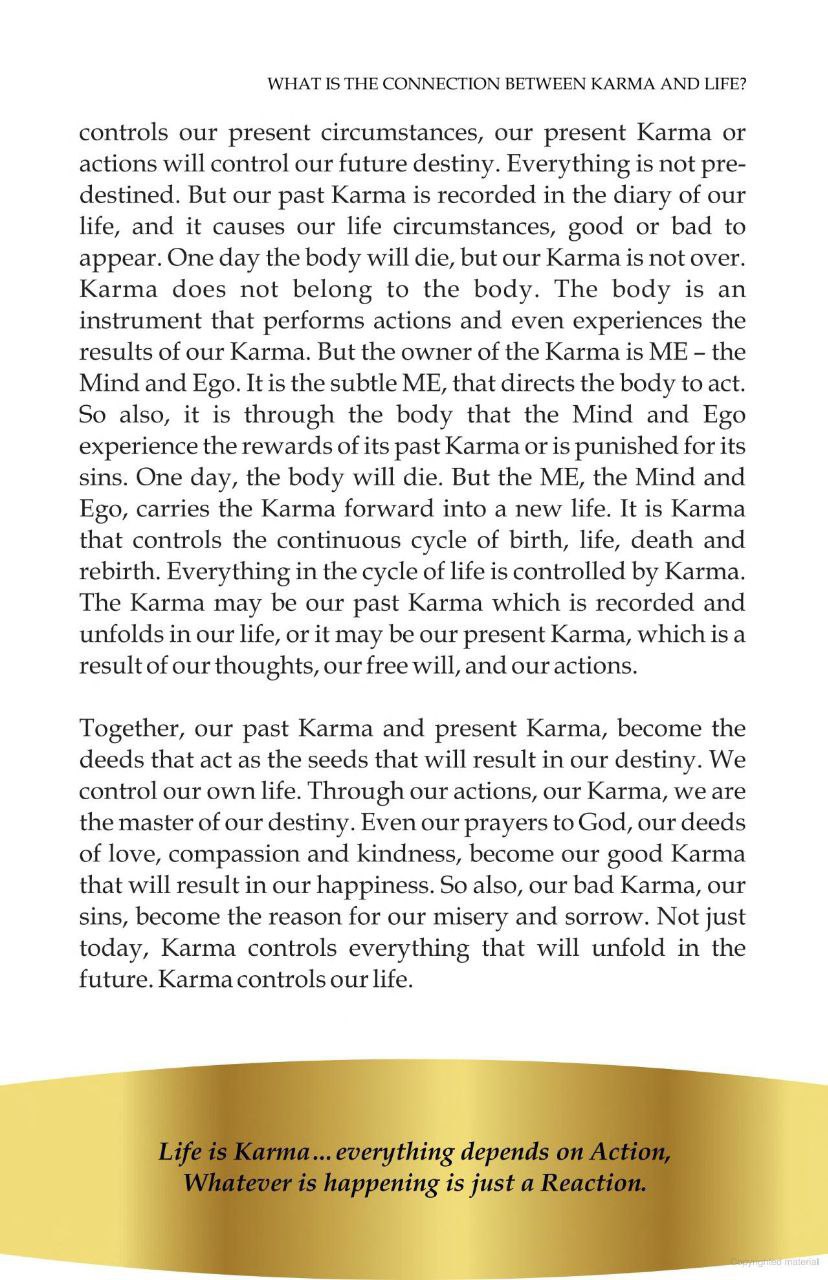 WHAT IS THE CONNECTION BETWEEN KARMA AND LIFE?
controls our present circumstances, our present Karma or
actions will control our future destiny. Everything is not pre-
destined. But our past Karma is recorded in the diary of our
life, and it causes our life circumstances, good or bad to
appear. One day the body will die, but our Karma is not over.
Karma does not belong to the body. The body is an
instrument that performs actions and even experiences the
results of our Karma. But the owner of the Karma is ME – the
Mind and Ego. It is the subtle ME, that directs the body to act.
So also, it is through the body that the Mind and Ego
experience the rewards of its past Karma or is punished for its
sins. One day, the body will die. But the ME, the Mind and
Ego, carries the Karma forward into a new life. It is Karma
that controls the continuous cycle of birth, life, death and
rebirth. Everything in the cycle of life is controlled by Karma.
The Karma may be our past Karma which is recorded and
unfolds in our life, or it may be our present Karma, which is a
result of our thoughts, our free will, and our actions.
Together, our past Karma and present Karma, become the
deeds that act as the seeds that will result in our destiny. We
control our own life. Through our actions, our Karma, we are
the master of our destiny. Even our prayers to God, our deeds
of love, compassion and kindness, become our good Karma
that will result in our happiness. So also, our bad Karma, our
sins, become the reason for our misery and sorrow. Not just
today, Karma controls everything that will unfold in the
future. Karma controls our life.
Life is Karma...everything depends on Action,
Whatever is happening is just a Reaction.
Copyrighted material